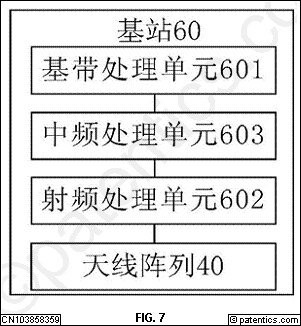 基站60
基带处理单元601
中频处理单元603
射频处理单元602
天线阵列40
CN103858359
FIG. 7
©patentics.com
©patentics.com